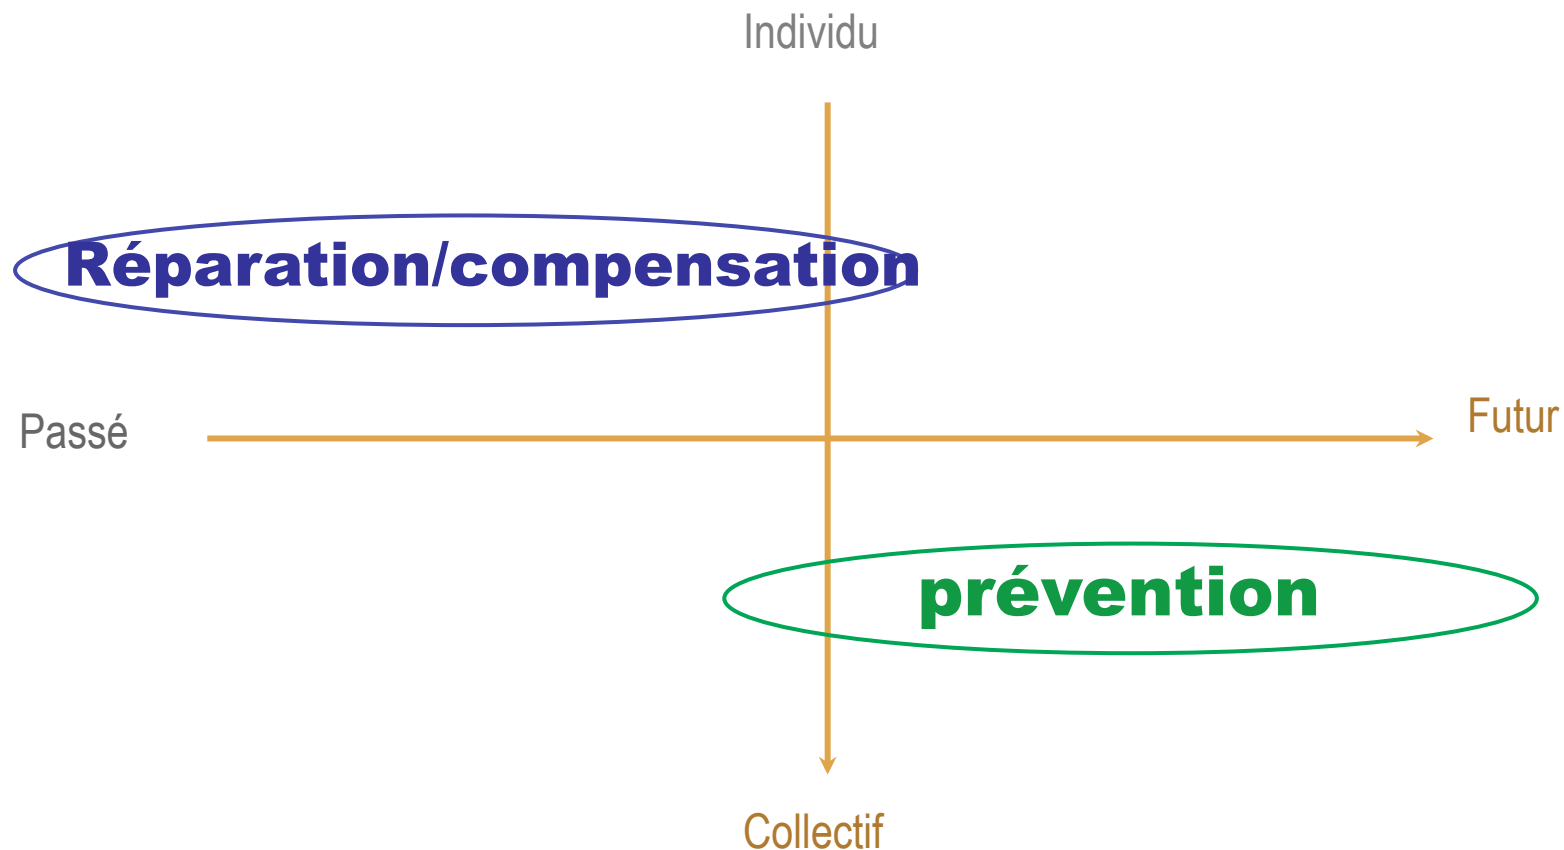 Individu
Réparation/compensation
Passé
Futur
prévention
Collectif